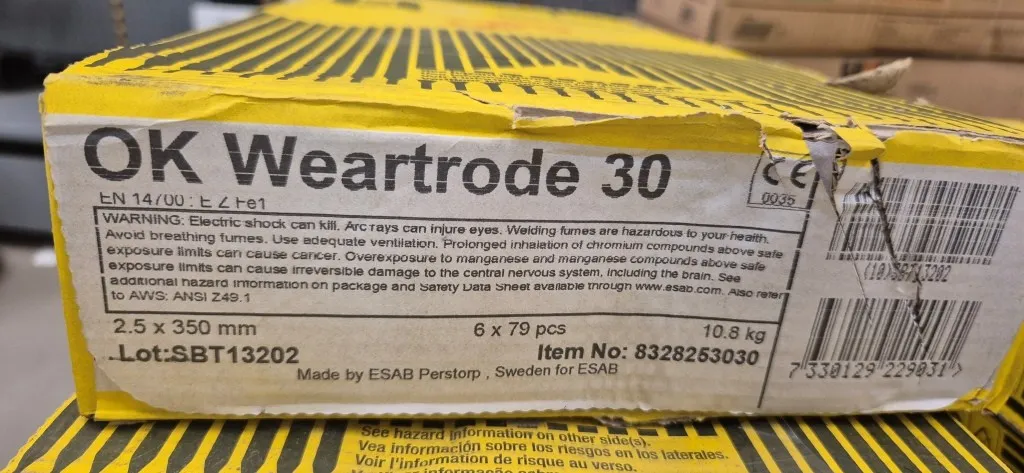 OK Weartrode 30
EN 14700 : E Z Fe1
WARNING: Electric shock can kill. Arc rays can injure eyes. Welding fumes are hazardous to your health.
Avoid breathing fumes. Use adequate ventilation. Prolonged inhalation of chromium compounds above safe
exposure limits can cause cancer. Overexposure to manganese and manganese compounds above safe
exposure limits can cause irreversible damage to the central nervous system, including the brain. See
additional hazard information on package and Safety Data Sheet available through www.esab.com. Also refer
to AWS: ANSI Z49.1
2.5 x 350 mm 6 x 79 pcs 10.8 kg
Lot:SBT13202 Item No: 8328253030
Made by ESAB Perstorp , Sweden for ESAB
CE
0035
(10)SBT13202
7 330129 229031 >
See hazard information on other side(s).
Vea información sobre los riesgos en los laterales.
Voir l'information de risque au verso.